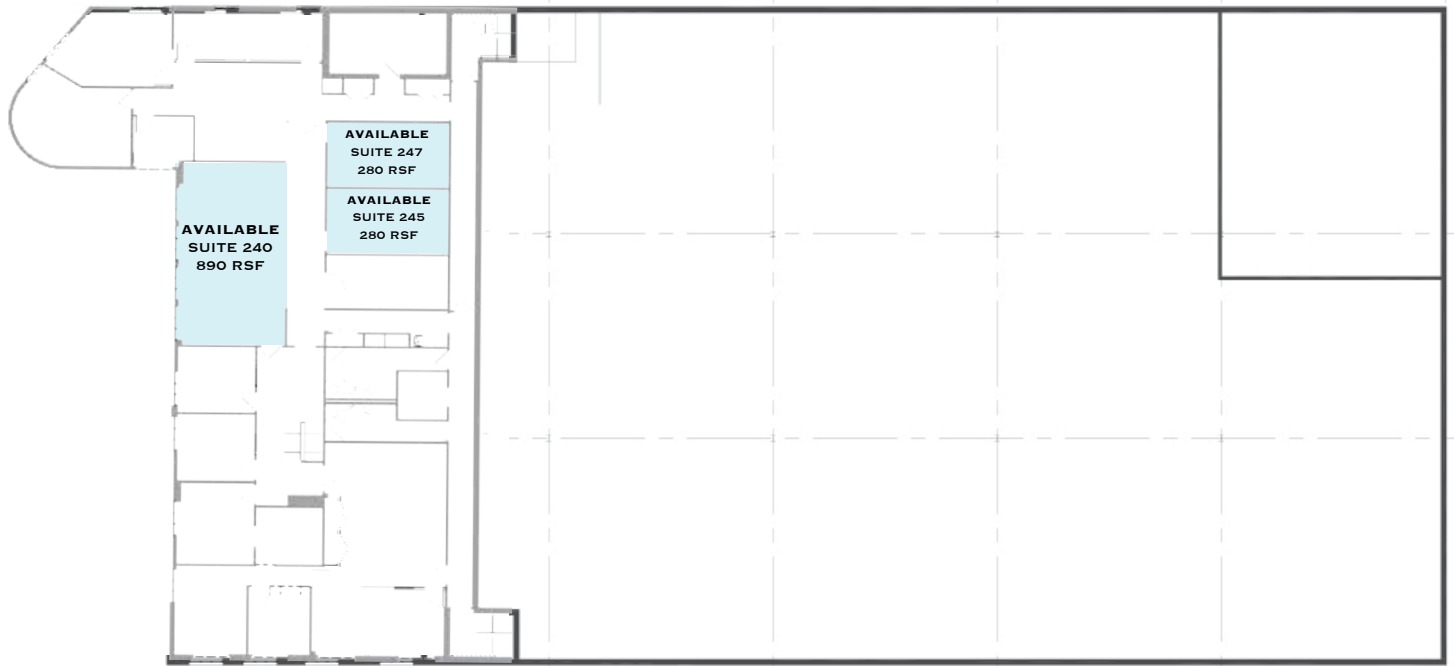 AVAILABLE
SUITE 247
280 RSF
AVAILABLE
SUITE 245
280 RSF
AVAILABLE
SUITE 240
890 RSF